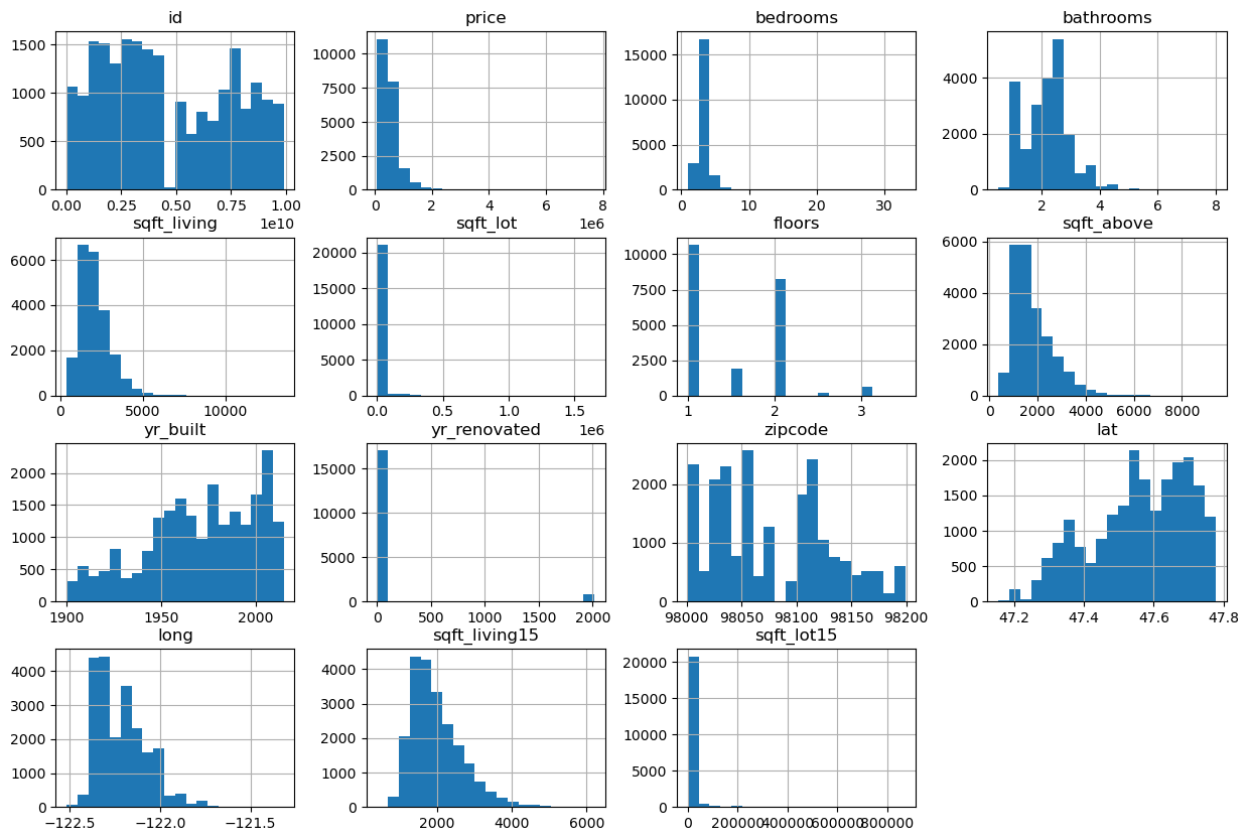 id price bedrooms bathrooms
1500 1000 500 0
10000 7500 5000 2500 0
15000 10000 5000 0
4000 2000 0
0.00 0.25 0.50 0.75 1.00
0 2 4 6 8
0 10 20 30
2 4 6 8
1e10 1e6
sqft_living sqft_lot floors sqft_above
6000 4000 2000 0
20000 15000 10000 5000 0
10000 7500 5000 2500 0
6000 4000 2000 0
0 5000 10000
0.0 0.5 1.0 1.5
1 2 3
0 2000 4000 6000 8000
1e6
yr_built yr_renovated zipcode lat
2000 1500 1000 500 0
15000 10000 5000 0
2000 1000 0
2000 1500 1000 500 0
1900 1950 2000
0 500 1000 1500 2000
98000 98050 98100 98150 98200
47.2 47.4 47.6 47.8
long sqft_living15 sqft_lot15
4000 3000 2000 1000 0
4000 3000 2000 1000 0
20000 15000 10000 5000 0
−122.5 −122.0 −121.5
2000 4000 6000
0 200000 400000 600000 800000